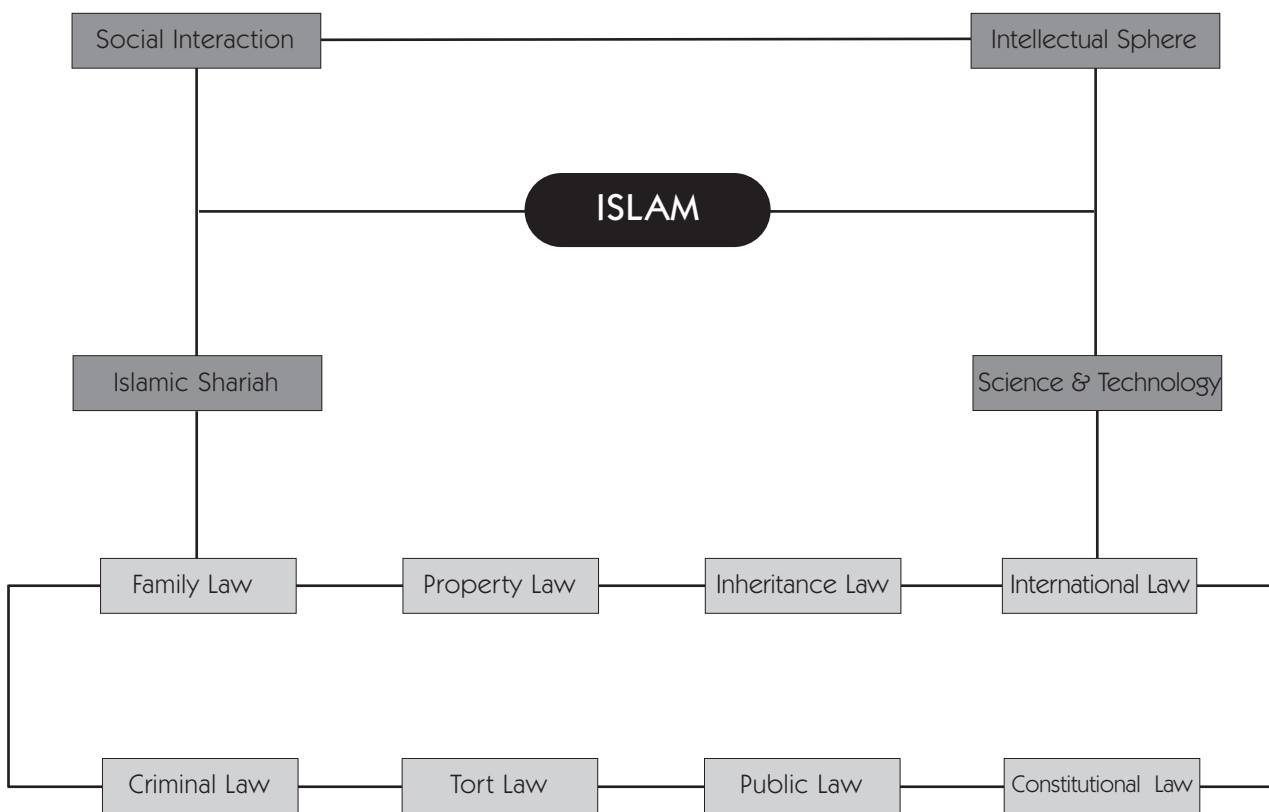 Social Interaction
Intellectual Sphere
ISLAM
Islamic Shariah
Science & Technology
Family Law
Property Law
Inheritance Law
International Law
Criminal Law
Tort Law
Public Law
Constitutional Law